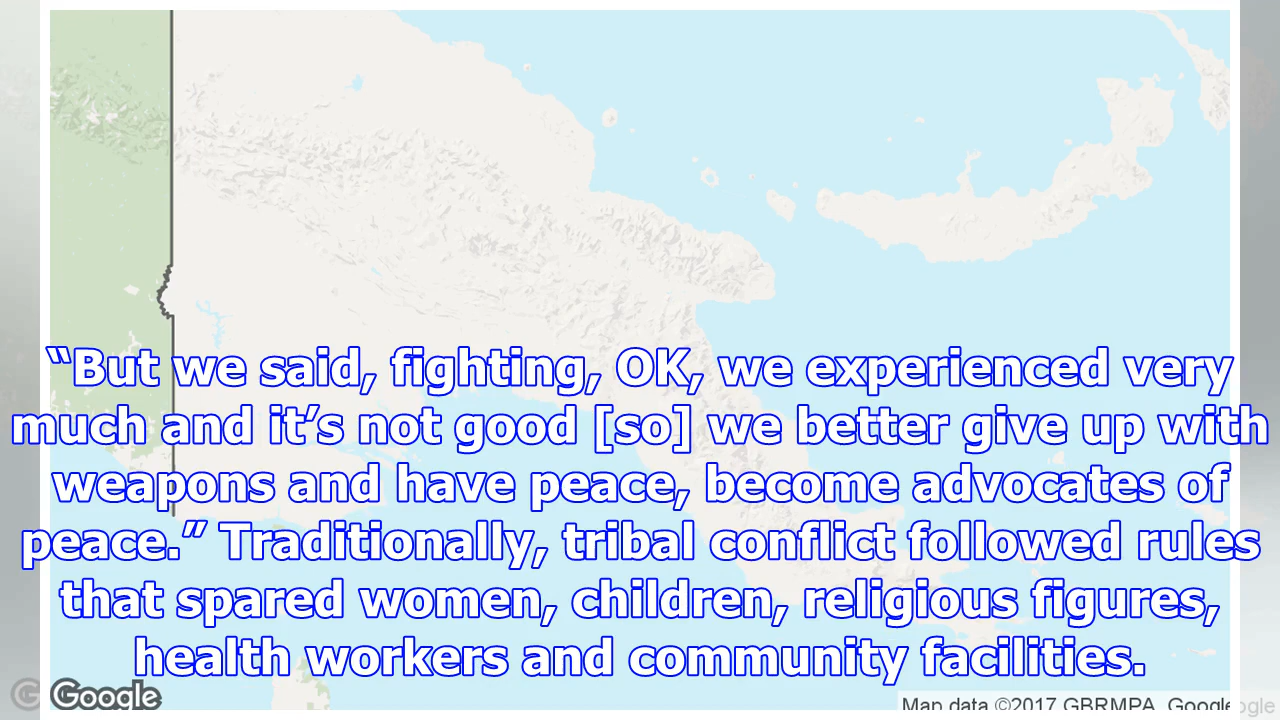 “But we said, fighting, OK, we experienced very
much and it’s not good [so] we better give up with
weapons and have peace, become advocates of
peace.” Traditionally, tribal conflict followed rules
that spared women, children, religious figures,
health workers and community facilities.
Google
Map data ©2017 GBRMPA, Google